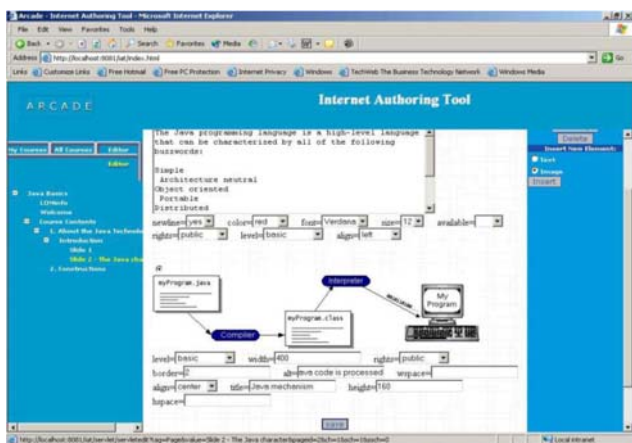 Arcade - Internet Authoring Tool - Microsoft Internet Explorer
File Edit View Favorites Tools Help
Back Search Favorites Media
Address http://localhost:8081/iat/index.html Go
Links Customize Links Free Hotmail Free PC Protection Internet Privacy Windows TechWeb The Business Technology Network Windows Media
ARCADE
Internet Authoring Tool
My Courses All Courses Editor
Editor
Java Basics
LOMinfo
Welcome
Course Contents
1. About the Java Technolo
Introduction
Slide 1
Slide 2 - The Java cha
2. Constructions
The Java programming language is a high-level language
that can be characterized by all of the following
buzzwords:
Simple
Architecture neutral
Object oriented
Portable
Distributed
newline= yes color= red font= Verdana size= 12 available=
rights= public level= basic align= left
myProgram.java
Compiler
myProgram.class
Interpreter
My
Program
level= basic width= 400 rights= public
border= 2 alt= java code is processed vspace=
align= center title= Java mechanism height= 160
hspace=
save
Delete
Insert New Element:
text
Image
Insert
Local intranet